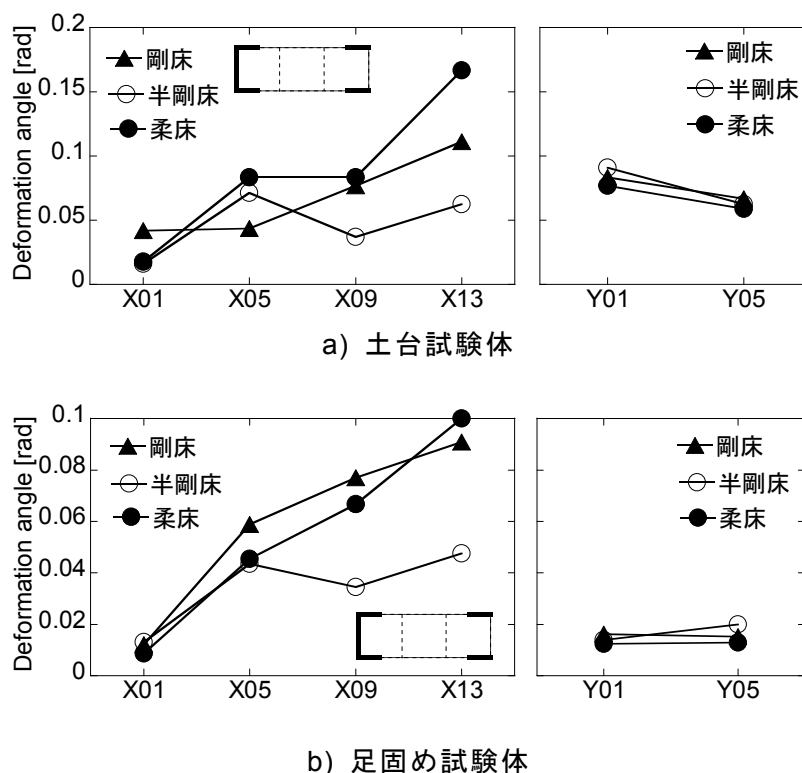 Deformation angle [rad]
0.2
0.15
0.1
0.05
0
剛床
半剛床
柔床
X01 X05 X09 X13
剛床
半剛床
柔床
Y01 Y05
a) 土台試験体
Deformation angle [rad]
0.1
0.08
0.06
0.04
0.02
0
剛床
半剛床
柔床
X01 X05 X09 X13
剛床
半剛床
柔床
Y01 Y05
b) 足固め試験体